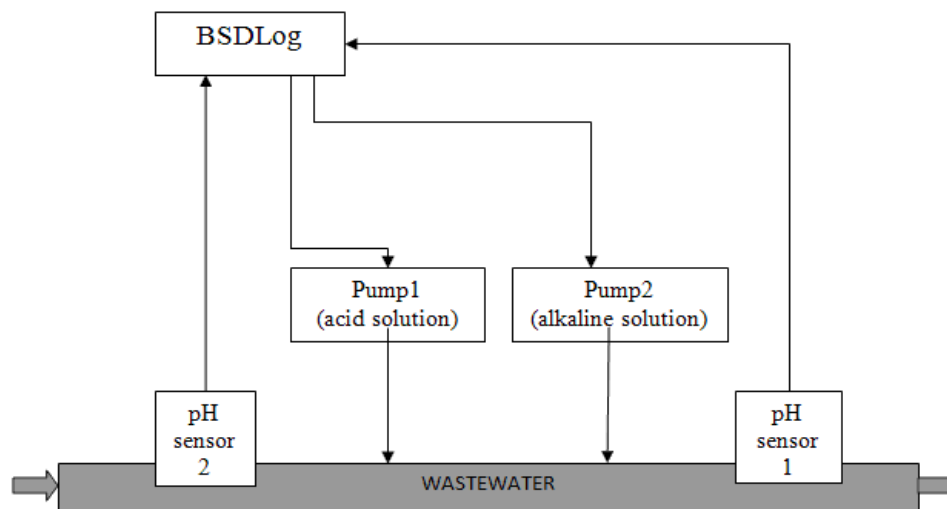 BSDLog
Pump1
(acid solution)
Pump2
(alkaline solution)
pH
sensor
2
pH
sensor
1
WASTEWATER